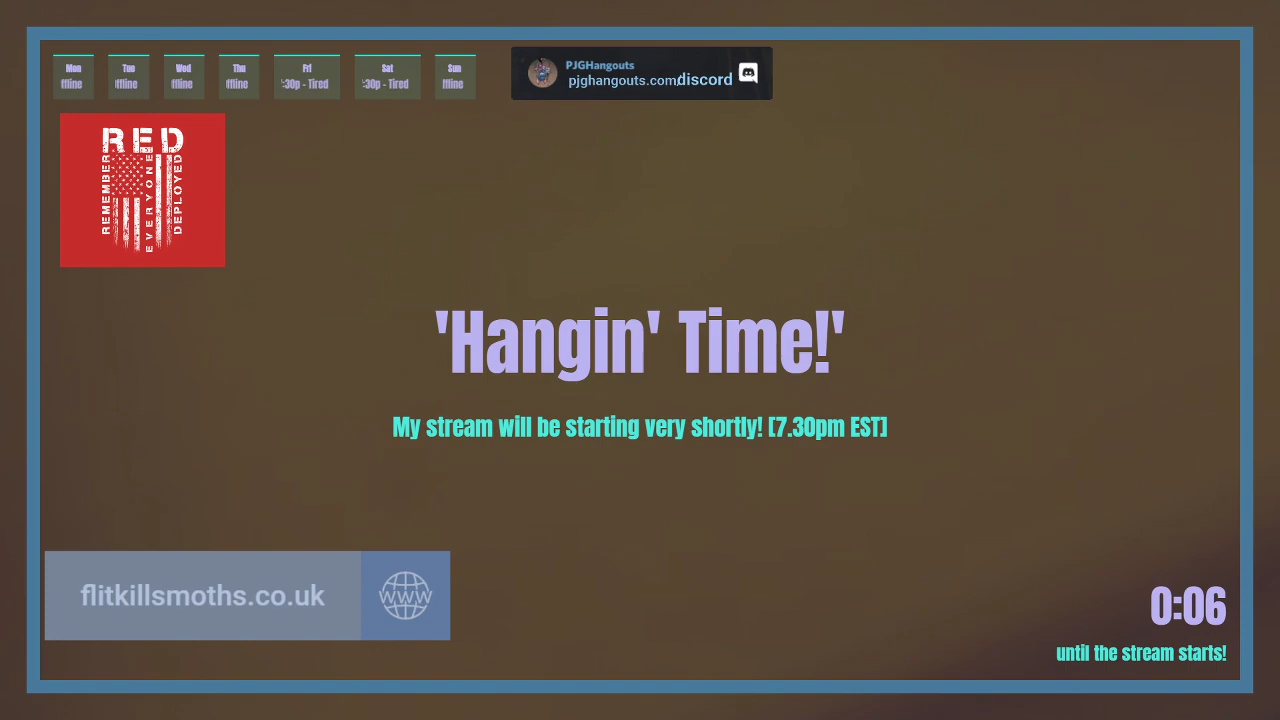 Mon Tue Wed Thu Fri Sat Sun
ffline ffline ffline ffline :30p - Tired :30p - Tired ffline
PJGHangouts
pjghangouts.com/discord
RED
REMEMBER
EVERYONE
DEPLOYED
'Hangin' Time!'
My stream will be starting very shortly! [7.30pm EST]
flitkillsmoths.co.uk
WWW
0:06
until the stream starts!